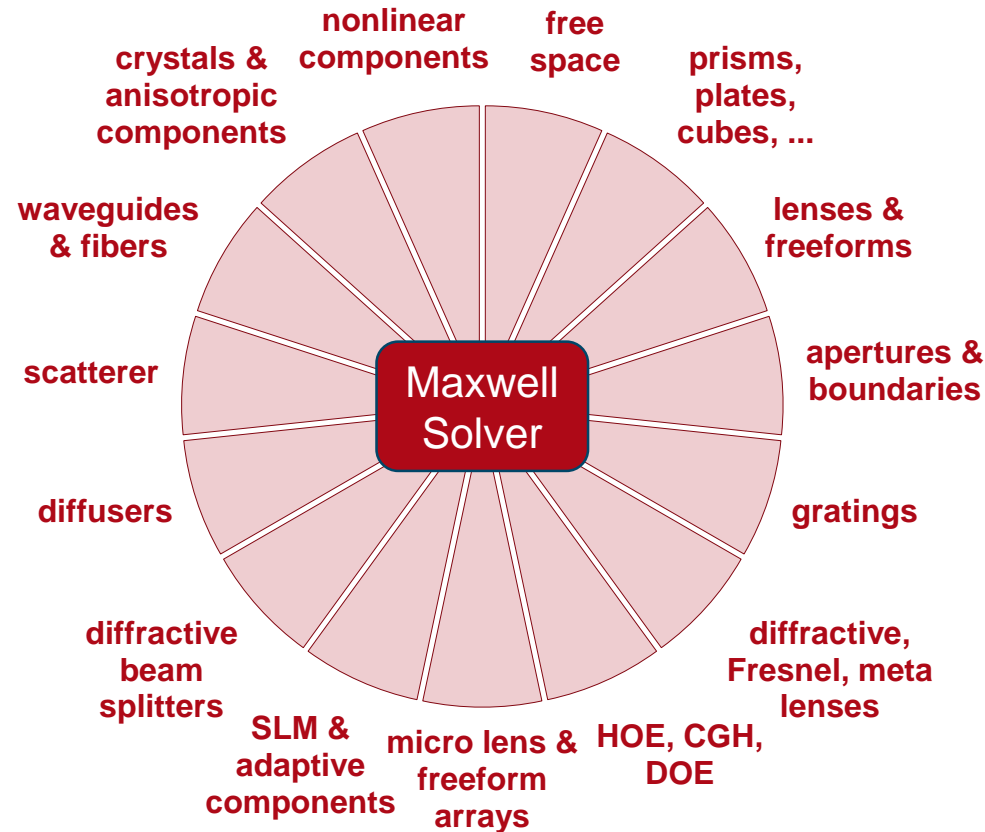 nonlinear
components
free
space
prisms,
plates,
cubes, ...
lenses &
freeforms
apertures &
boundaries
gratings
diffractive,
Fresnel, meta
lenses
HOE, CGH,
DOE
micro lens &
freeform
arrays
SLM &
adaptive
components
diffractive
beam
splitters
diffusers
scatterer
waveguides
& fibers
crystals &
anisotropic
components
Maxwell
Solver